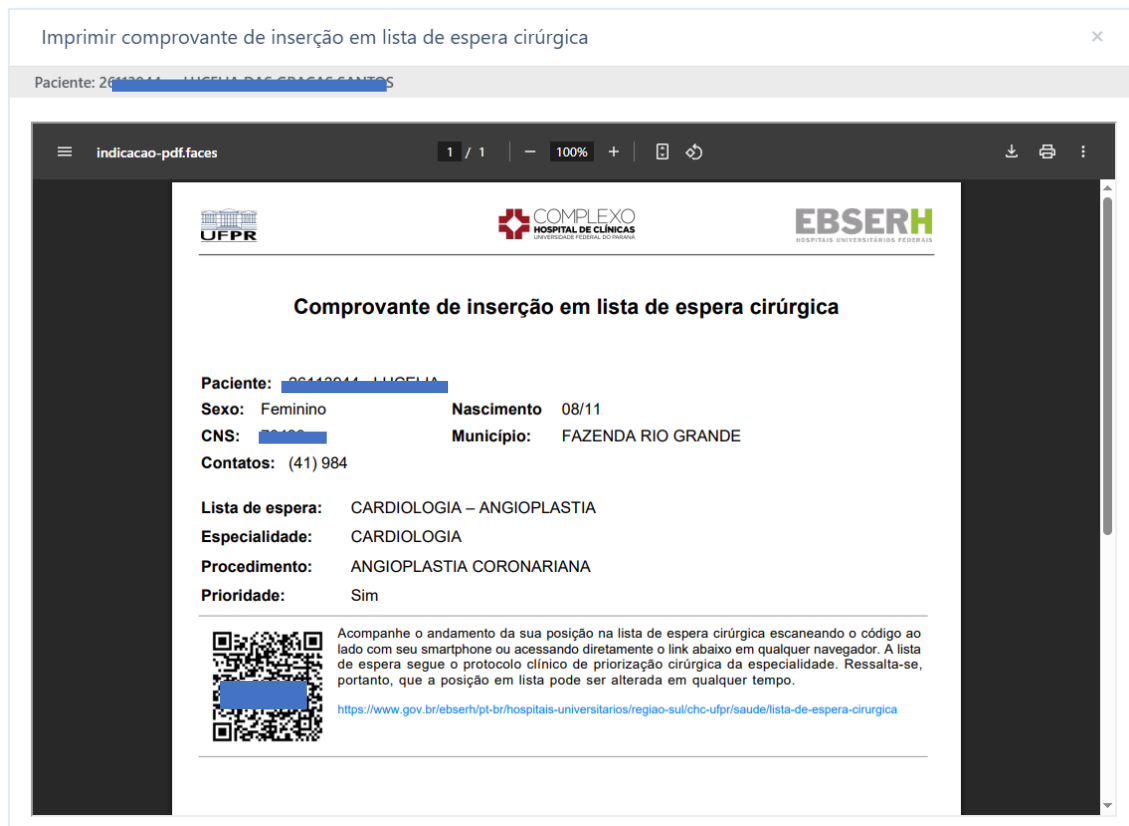 Imprimir comprovante de inserção em lista de espera cirúrgica
Paciente:
indicacao-pdf.faces
1 / 1
100%
UFPR
COMPLEXO
HOSPITAL DE CLÍNICAS
UNIVERSIDADE FEDERAL DO PARANÁ
EBSERH
HOSPITAIS UNIVERSITÁRIOS FEDERAIS
Comprovante de inserção em lista de espera cirúrgica
Paciente:
Sexo: Feminino Nascimento 08/11
CNS: Município: FAZENDA RIO GRANDE
Contatos: (41) 984
Lista de espera: CARDIOLOGIA – ANGIOPLASTIA
Especialidade: CARDIOLOGIA
Procedimento: ANGIOPLASTIA CORONARIANA
Prioridade: Sim
Acompanhe o andamento da sua posição na lista de espera cirúrgica escaneando o código ao
lado com seu smartphone ou acessando diretamente o link abaixo em qualquer navegador. A lista
de espera segue o protocolo clínico de priorização cirúrgica da especialidade. Ressalta-se,
portanto, que a posição em lista pode ser alterada em qualquer tempo.
https://www.gov.br/ebserh/pt-br/hospitais-universitarios/regiao-sul/chc-ufpr/saude/lista-de-espera-cirurgica